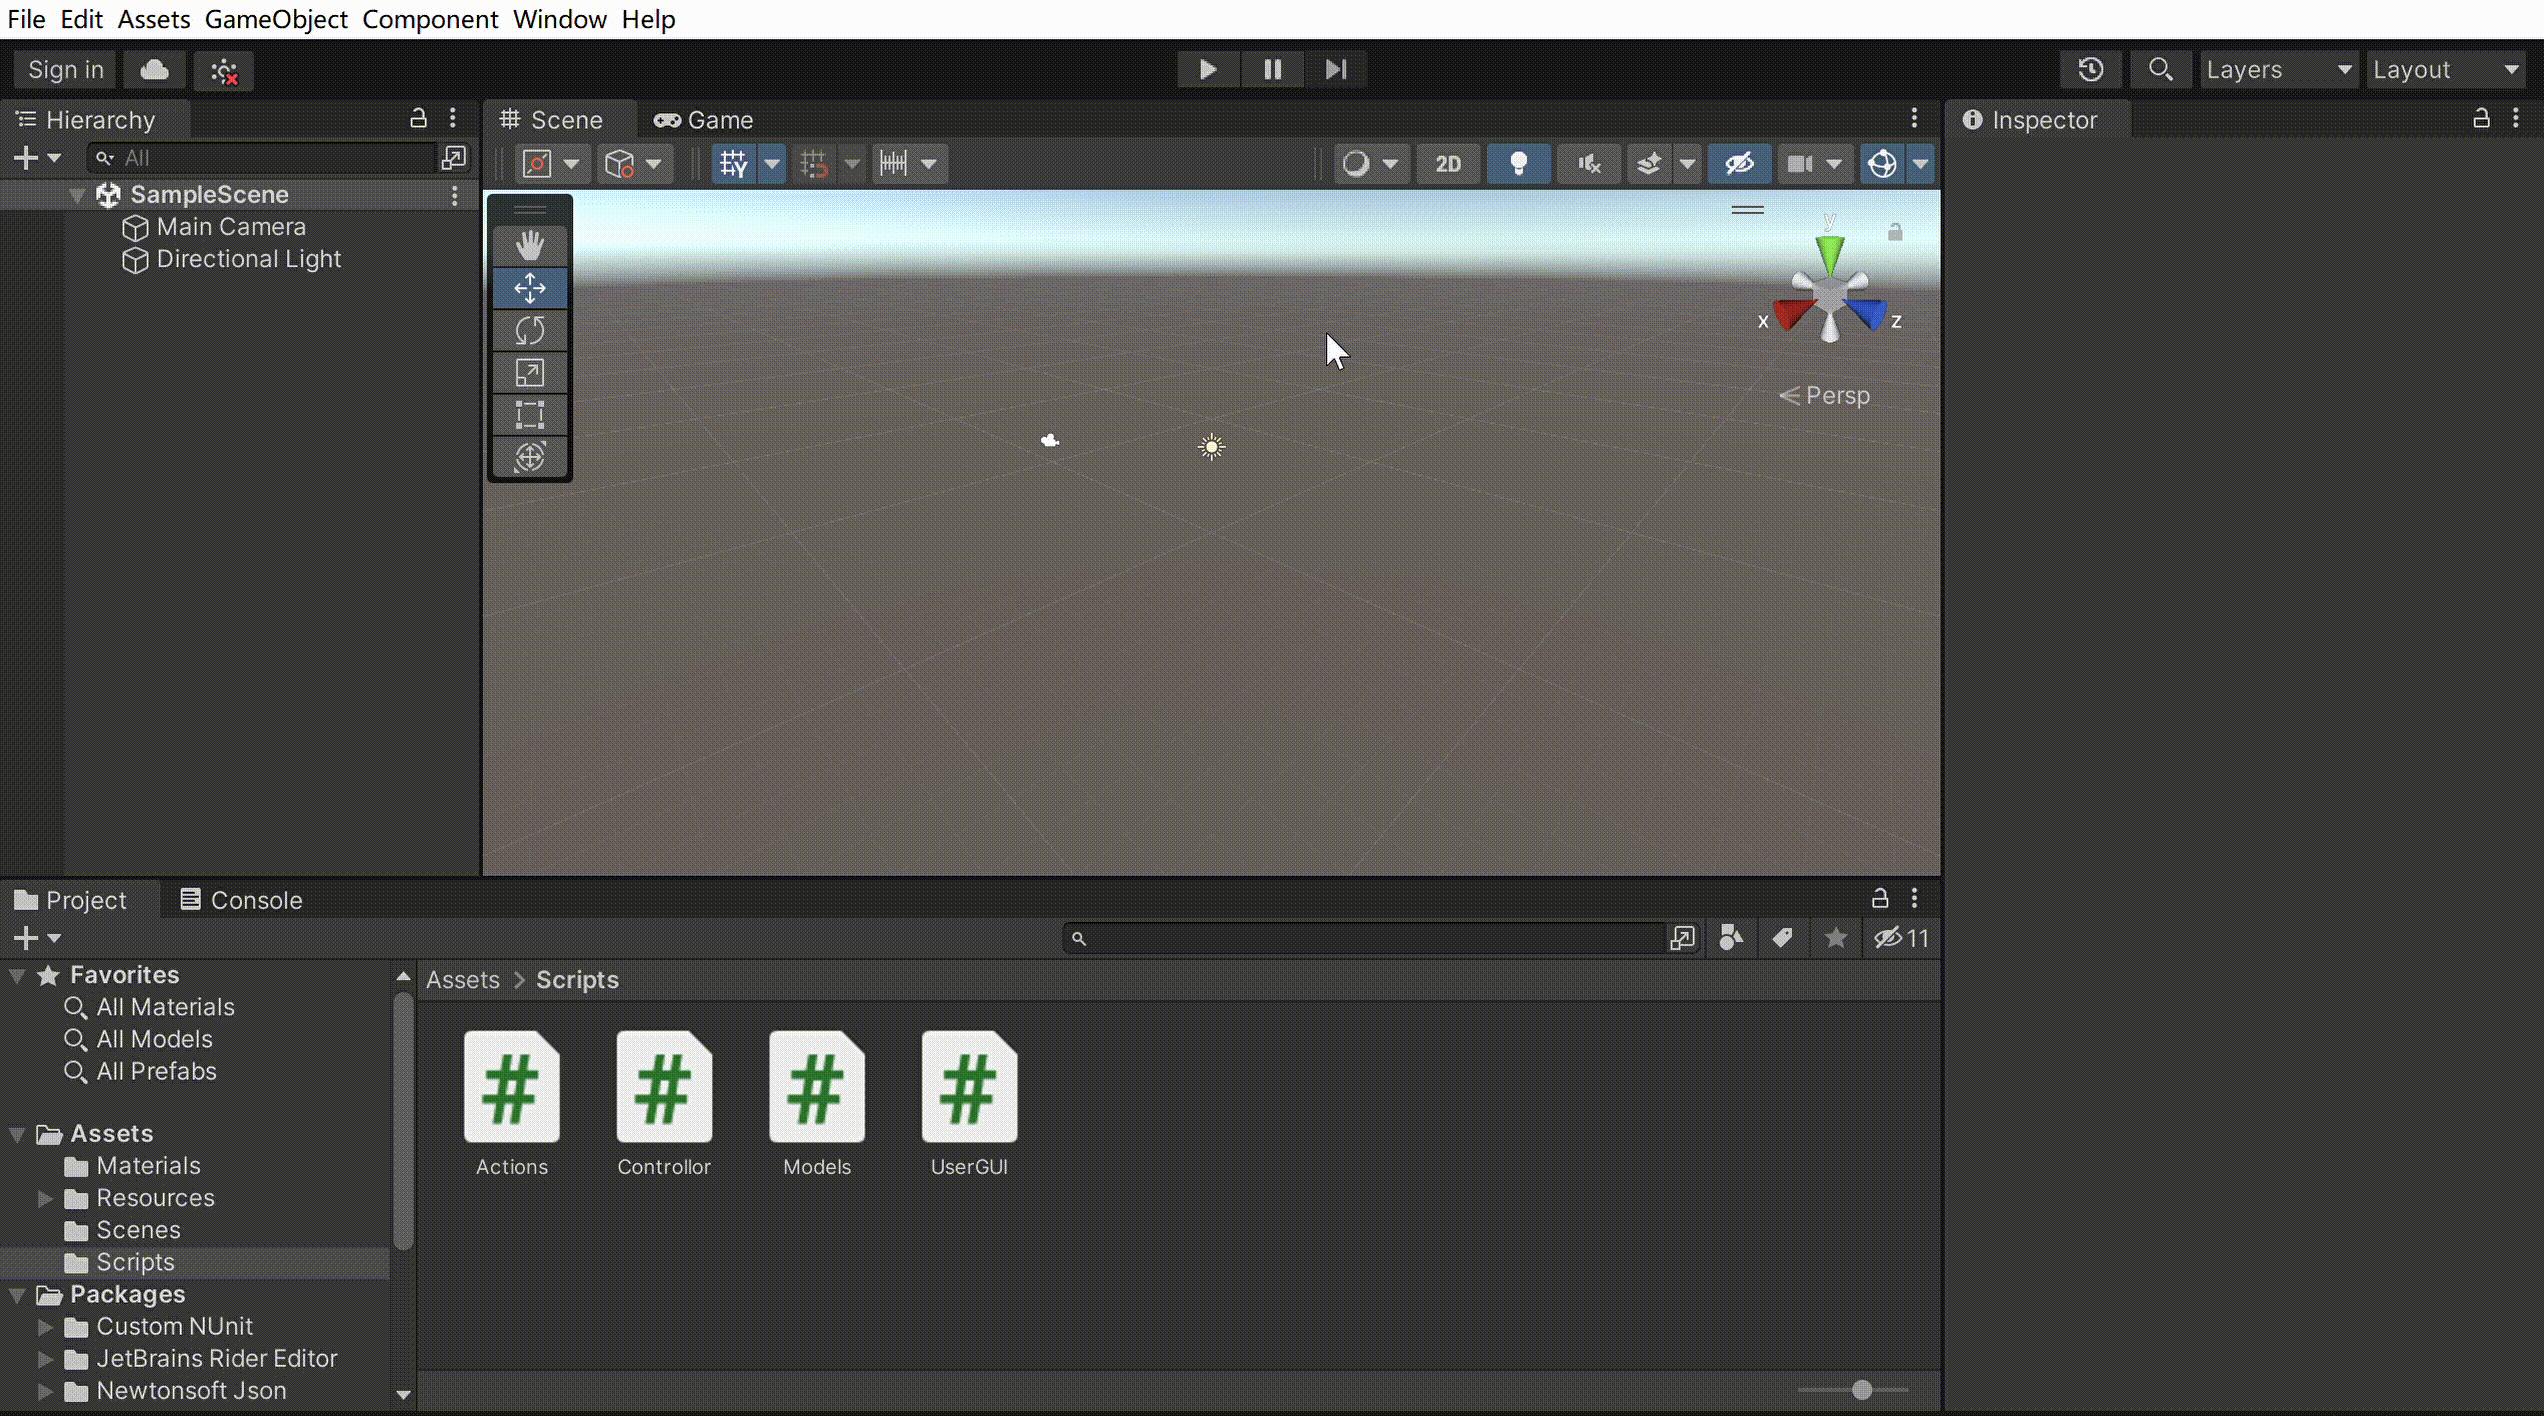 File Edit Assets GameObject Component Window Help
Sign in
Layers
Layout
Hierarchy
Scene
Game
Inspector
All
2D
SampleScene
Main Camera
Directional Light
y
x
z
Persp
Project
Console
11
Favorites
All Materials
All Models
All Prefabs
Assets
Materials
Resources
Scenes
Scripts
Packages
Custom NUnit
JetBrains Rider Editor
Newtonsoft Json
Assets > Scripts
Actions
Controllor
Models
UserGUI